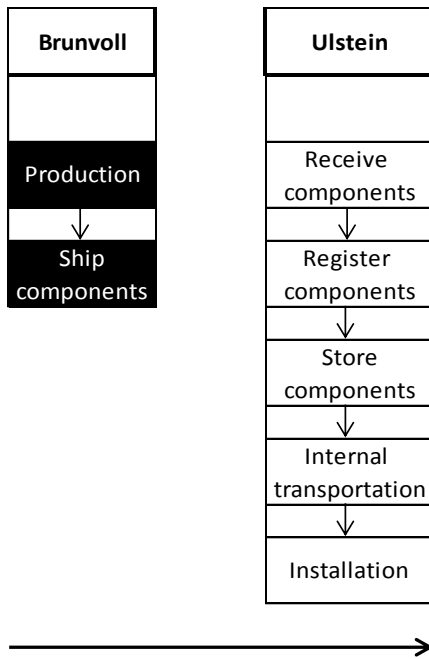 Brunvoll
Production
Ship
components
Ulstein
Receive
components
Register
components
Store
components
Internal
transportation
Installation